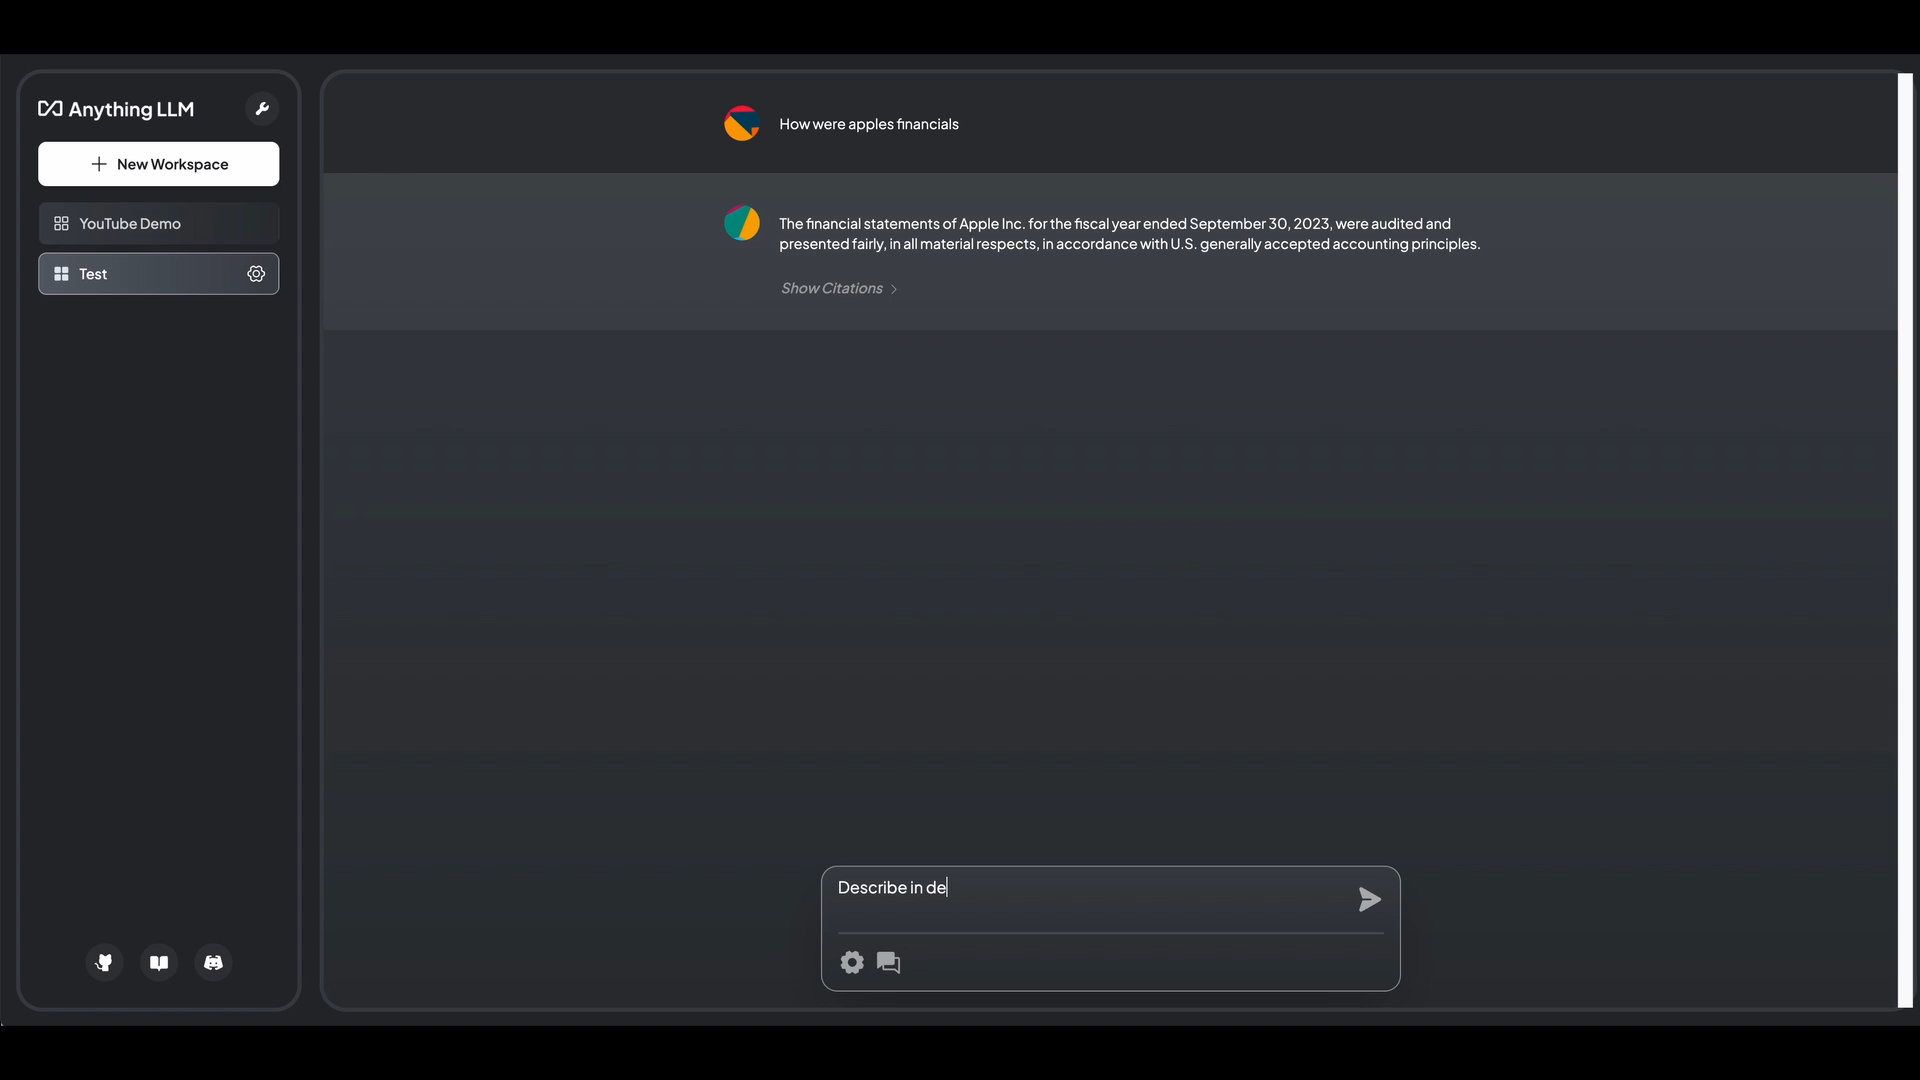 Anything LLM
New Workspace
YouTube Demo
Test
How were apples financials
The financial statements of Apple Inc. for the fiscal year ended September 30, 2023, were audited and
presented fairly, in all material respects, in accordance with U.S. generally accepted accounting principles.
Show Citations
Describe in de